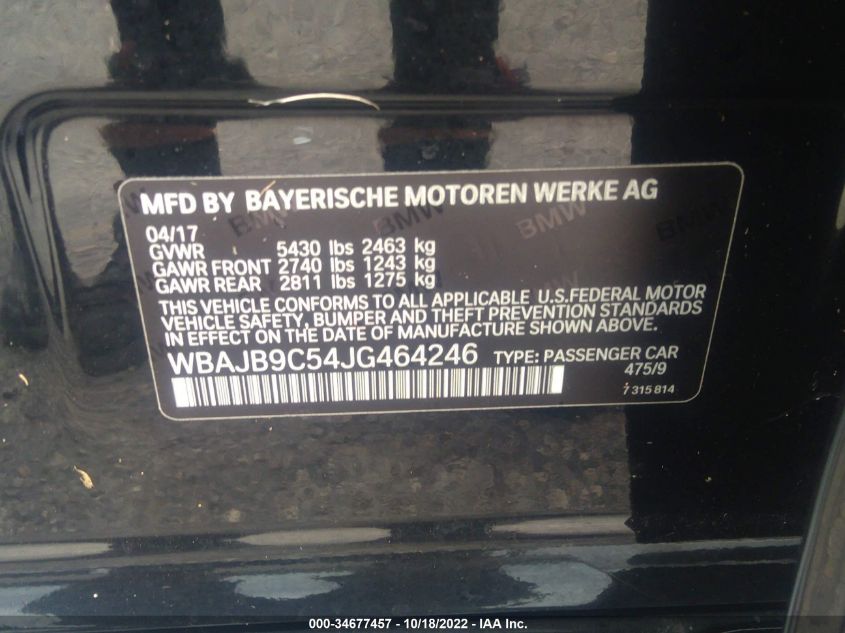 MFD BY BAYERISCHE MOTOREN WERKE AG
04/17
GVWR 5430 lbs 2463 kg
GAWR FRONT 2740 lbs 1243 kg
GAWR REAR 2811 lbs 1275 kg
THIS VEHICLE CONFORMS TO ALL APPLICABLE U.S.FEDERAL MOTOR
VEHICLE SAFETY, BUMPER AND THEFT PREVENTION STANDARDS
IN EFFECT ON THE DATE OF MANUFACTURE SHOWN ABOVE.
WBAJB9C54JG464246 TYPE: PASSENGER CAR
475/9
7 315 814
BMW BMW
000-34677457 - 10/18/2022 - IAA Inc.